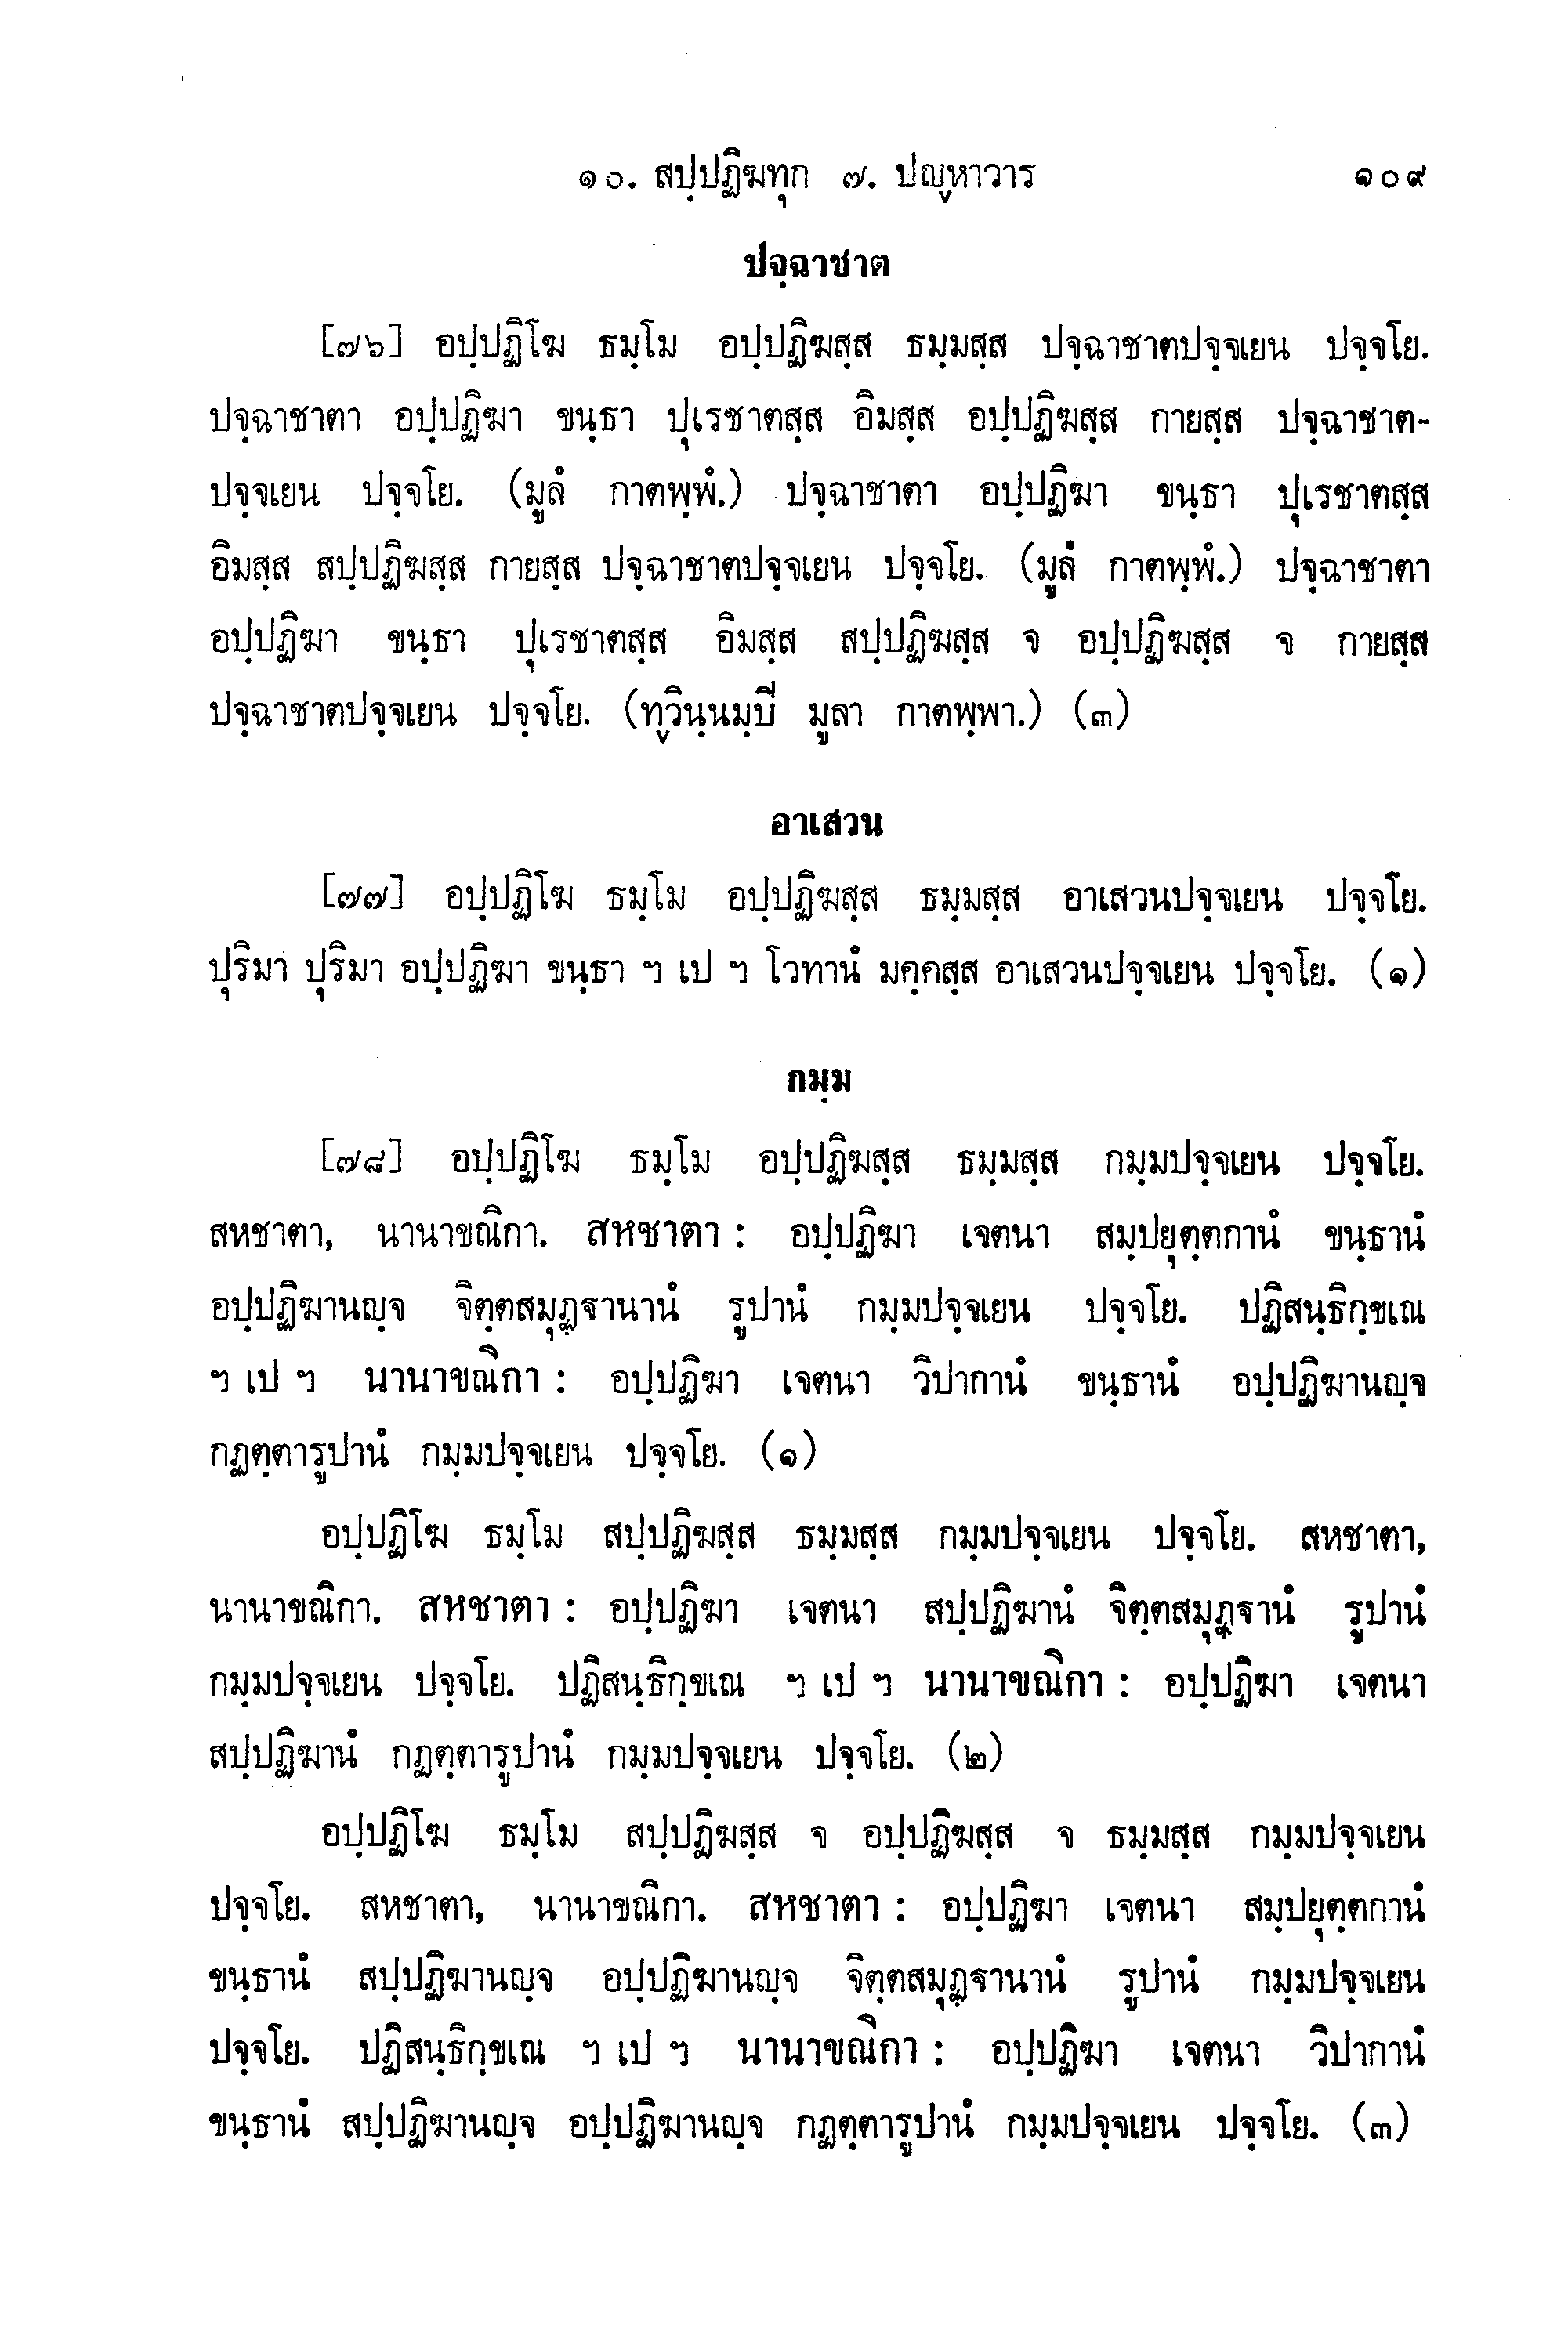 ๑๐. สปฺปฏิฆทุก ๗. ปญฺหาวาร ๑๐๙
ปจฺฉาชาต
[๗๖] อปฺปฏิโฆ ธมฺโม อปฺปฏิฆสฺส ธมฺมสฺส ปจฺฉาชาตปจฺจเยน ปจฺจโย.
ปจฺฉาชาตา อปฺปฏิฆา ขนฺธา ปุเรชาตสฺส อิมสฺส อปฺปฏิฆสฺส กายสฺส ปจฺฉาชาต-
ปจฺจเยน ปจฺจโย. (มูลํ กาตพฺพํ.) ปจฺฉาชาตา อปฺปฏิฆา ขนฺธา ปุเรชาตสฺส
อิมสฺส สปฺปฏิฆสฺส กายสฺส ปจฺฉาชาตปจฺจเยน ปจฺจโย. (มูลํ กาตพฺพํ.) ปจฺฉาชาตา
อปฺปฏิฆา ขนฺธา ปุเรชาตสฺส อิมสฺส สปฺปฏิฆสฺส จ อปฺปฏิฆสฺส จ กายสฺส
ปจฺฉาชาตปจฺจเยน ปจฺจโย. (ทฺวินฺนมฺปิ มูลา กาตพฺพา.) (๓)
อาเสวน
[๗๗] อปฺปฏิโฆ ธมฺโม อปฺปฏิฆสฺส ธมฺมสฺส อาเสวนปจฺจเยน ปจฺจโย.
ปุริมา ปุริมา อปฺปฏิฆา ขนฺธา ฯ เป ฯ โวทานํ มคฺคสฺส อาเสวนปจฺจเยน ปจฺจโย. (๑)
กมฺม
[๗๘] อปฺปฏิโฆ ธมฺโม อปฺปฏิฆสฺส ธมฺมสฺส กมฺมปจฺจเยน ปจฺจโย.
สหชาตา, นานาขณิกา. สหชาตา : อปฺปฏิฆา เจตนา สมฺปยุตฺตกานํ ขนฺธานํ
อปฺปฏิฆานญฺจ จิตฺตสมุฏฺฐานานํ รูปานํ กมฺมปจฺจเยน ปจฺจโย. ปฏิสนฺธิกฺขเณ
ฯ เป ฯ นานาขณิกา : อปฺปฏิฆา เจตนา วิปากานํ ขนฺธานํ อปฺปฏิฆานญฺจ
กฏตฺตารูปานํ กมฺมปจฺจเยน ปจฺจโย. (๑)
อปฺปฏิโฆ ธมฺโม สปฺปฏิฆสฺส ธมฺมสฺส กมฺมปจฺจเยน ปจฺจโย. สหชาตา,
นานาขณิกา. สหชาตา : อปฺปฏิฆา เจตนา สปฺปฏิฆานํ จิตฺตสมุฏฺฐานํ รูปานํ
กมฺมปจฺจเยน ปจฺจโย. ปฏิสนฺธิกฺขเณ ฯ เป ฯ นานาขณิกา : อปฺปฏิฆา เจตนา
สปฺปฏิฆานํ กฏตฺตารูปานํ กมฺมปจฺจเยน ปจฺจโย. (๒)
อปฺปฏิโฆ ธมฺโม สปฺปฏิฆสฺส จ อปฺปฏิฆสฺส จ ธมฺมสฺส กมฺมปจฺจเยน
ปจฺจโย. สหชาตา, นานาขณิกา. สหชาตา : อปฺปฏิฆา เจตนา สมฺปยุตฺตกานํ
ขนฺธานํ สปฺปฏิฆานญฺจ อปฺปฏิฆานญฺจ จิตฺตสมุฏฺฐานานํ รูปานํ กมฺมปจฺจเยน
ปจฺจโย. ปฏิสนฺธิกฺขเณ ฯ เป ฯ นานาขณิกา : อปฺปฏิฆา เจตนา วิปากานํ
ขนฺธานํ สปฺปฏิฆานญฺจ อปฺปฏิฆานญฺจ กฏตฺตารูปานํ กมฺมปจฺจเยน ปจฺจโย. (๓)